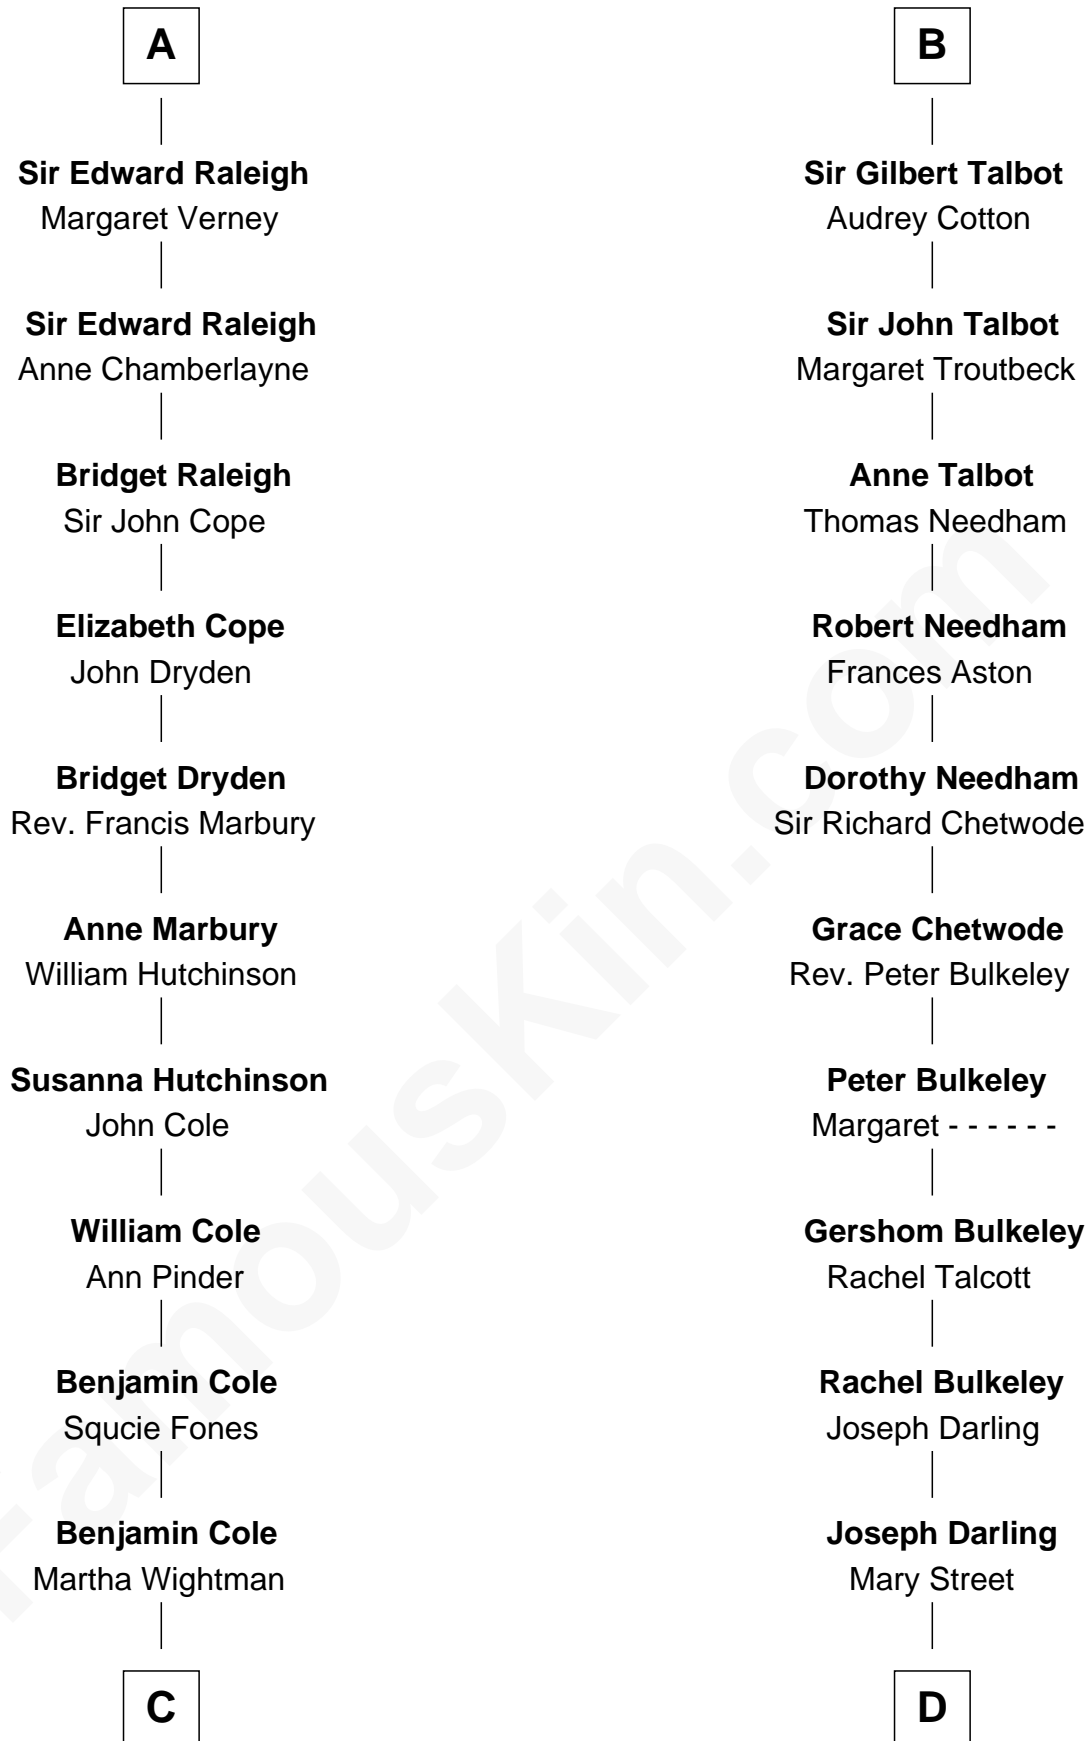 A
Sir Edward Raleigh
Margaret Verney
Sir Edward Raleigh
Anne Chamberlayne
Bridget Raleigh
Sir John Cope
Elizabeth Cope
John Dryden
Bridget Dryden
Rev. Francis Marbury
Anne Marbury
William Hutchinson
Susanna Hutchinson
John Cole
William Cole
Ann Pinder
Benjamin Cole
Squcie Fones
Benjamin Cole
Martha Wightman
C
B
Sir Gilbert Talbot
Audrey Cotton
Sir John Talbot
Margaret Troutbeck
Anne Talbot
Thomas Needham
Robert Needham
Frances Aston
Dorothy Needham
Sir Richard Chetwode
Grace Chetwode
Rev. Peter Bulkeley
Peter Bulkeley
Margaret - - - - - -
Gershom Bulkeley
Rachel Talcott
Rachel Bulkeley
Joseph Darling
Joseph Darling
Mary Street
D
FamousKin.com